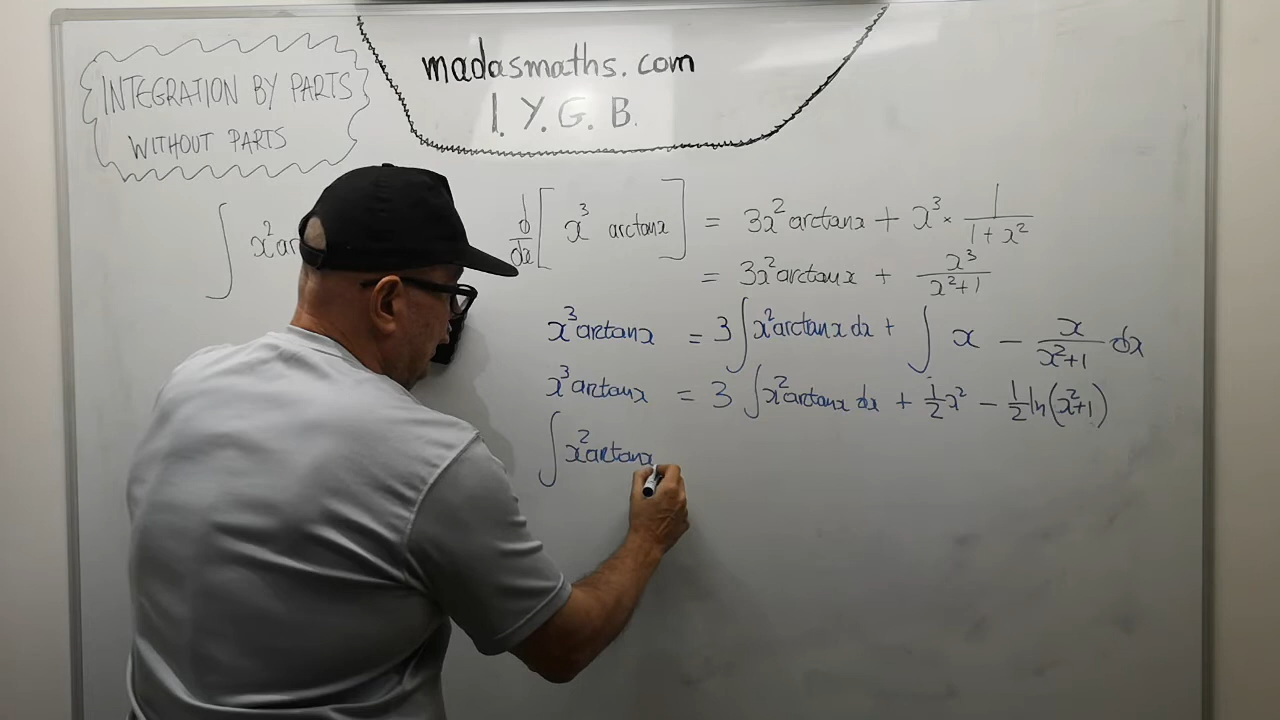 INTEGRATION BY PARTS
WITHOUT PARTS
madasmaths.com
I. Y. G. B.
∫ x² ar
d/dx [ x³ arctanx ] = 3x² arctanx + x³ × 1/(1+x²)
= 3x² arctanx + x³/(x²+1)
x³ arctanx = 3 ∫ x² arctanx dx + ∫ x − x/(x²+1) dx
x³ arctanx = 3 ∫ x² arctanx dx + ½x² − ½ ln(x²+1)
∫ x² arctanx